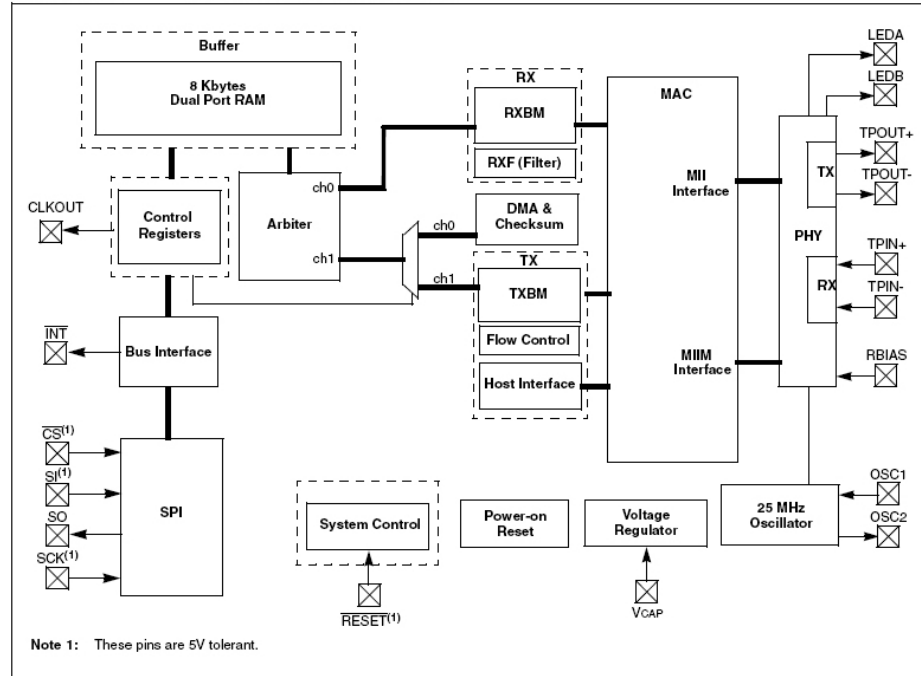 Buffer
8 Kbytes
Dual Port RAM
CLKOUT
Control
Registers
Arbiter
ch0
ch1
RX
RXBM
RXF (Filter)
ch0
DMA &
Checksum
ch1
TX
TXBM
Flow Control
Host Interface
MAC
MII
Interface
MIIM
Interface
PHY
TX
RX
LEDA
LEDB
TPOUT+
TPOUT-
TPIN+
TPIN-
RBIAS
INT
Bus Interface
CS(1)
SI(1)
SO
SCK(1)
SPI
System Control
RESET(1)
Power-on
Reset
Voltage
Regulator
VCAP
25 MHz
Oscillator
OSC1
OSC2
Note 1: These pins are 5V tolerant.